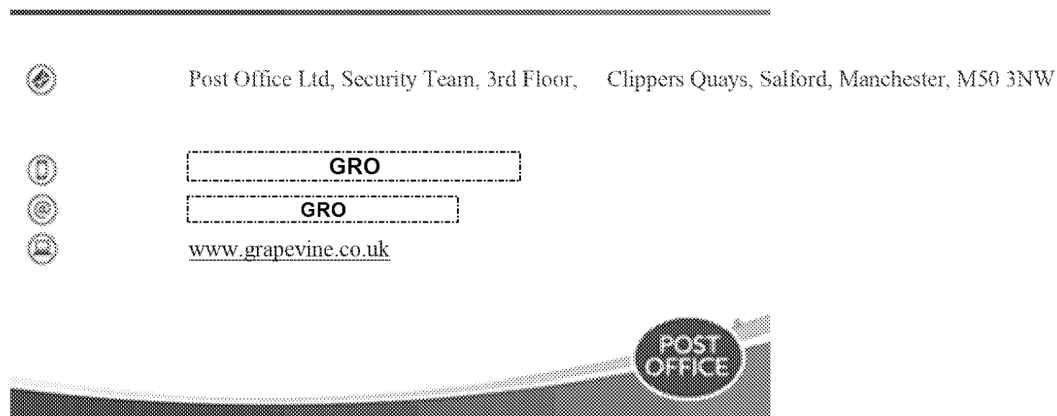 Post Office Ltd, Security Team, 3rd Floor, Clippers Quays, Salford, Manchester, M50 3NW
GRO
GRO
www.grapevine.co.uk
POST
OFFICE